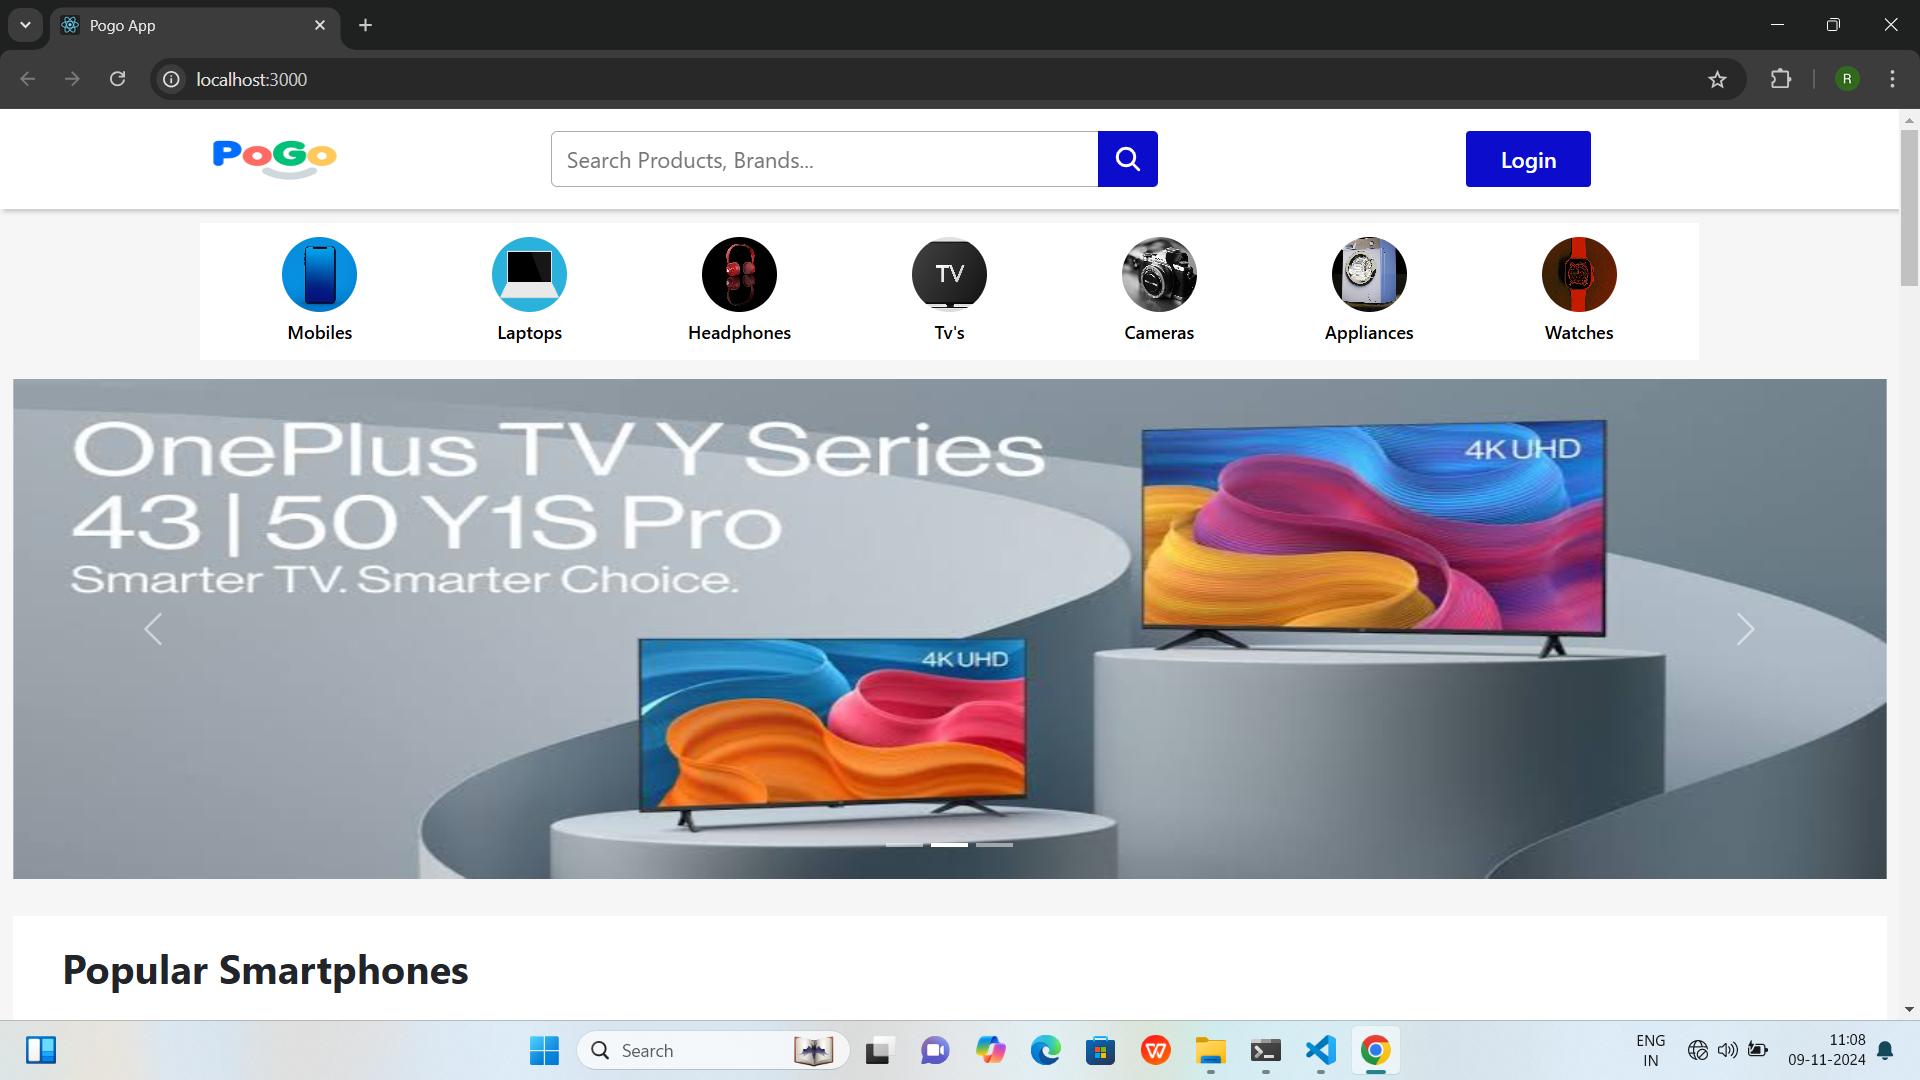 Pogo App
localhost:3000
R
PoGo
Search Products, Brands...
Login
TV
Mobiles
Laptops
Headphones
Tv's
Cameras
Appliances
Watches
OnePlus TV Y Series
43 | 50 Y1S Pro
Smarter TV. Smarter Choice.
4K UHD
4K UHD
Popular Smartphones
Search
W
ENG
IN
11:08
09-11-2024